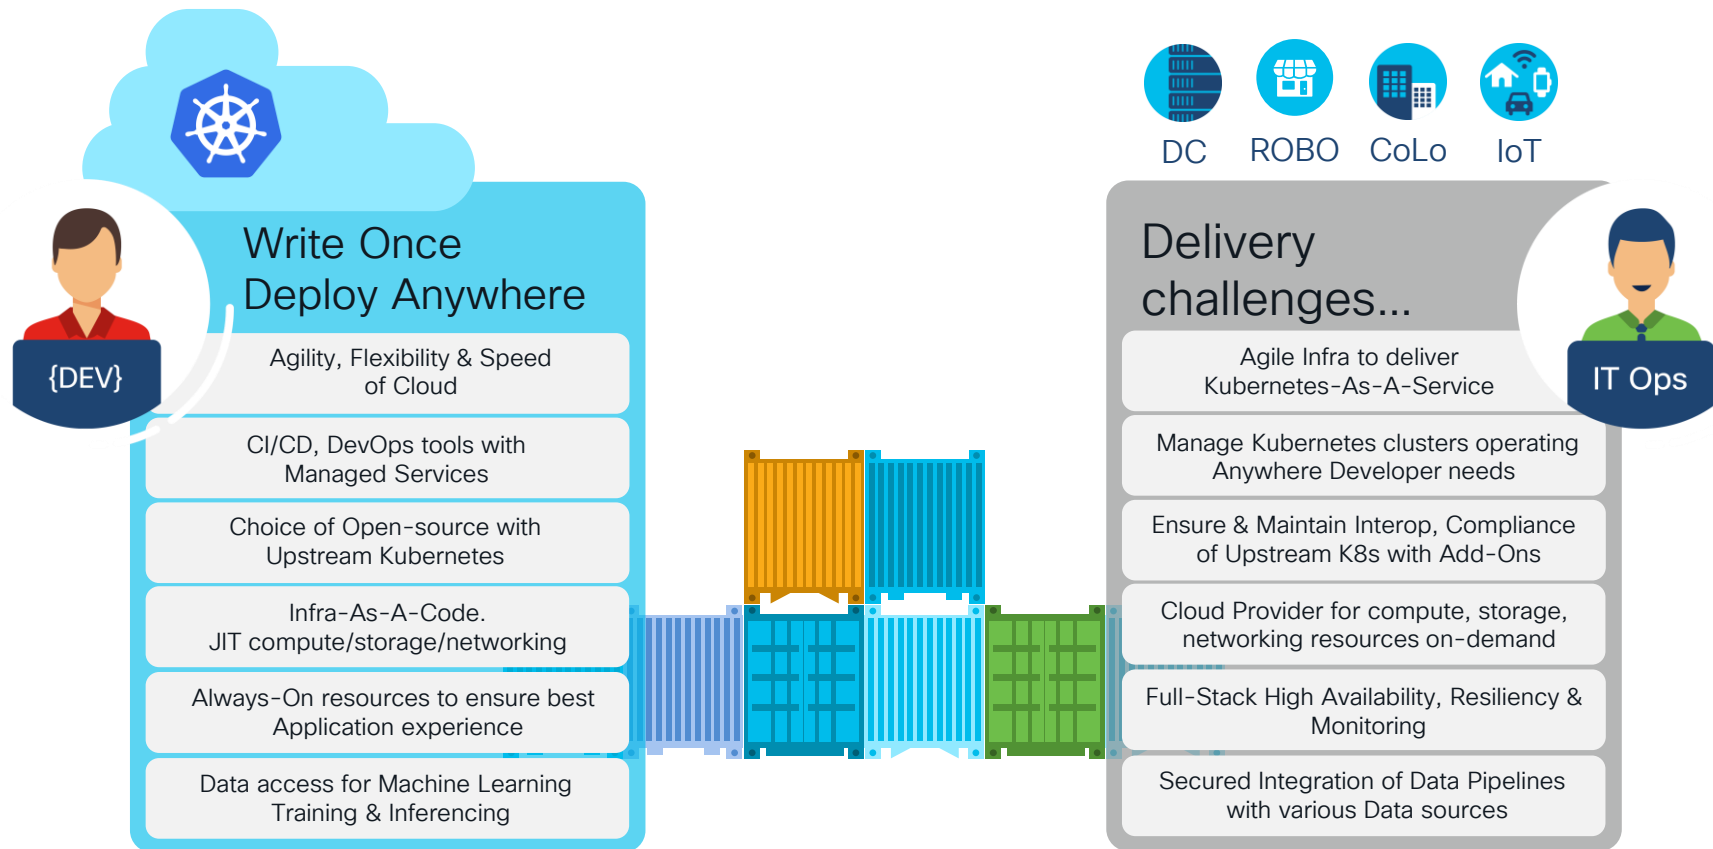 Write Once
Deploy Anywhere
{DEV}
Agility, Flexibility & Speed
of Cloud
CI/CD, DevOps tools with
Managed Services
Choice of Open-source with
Upstream Kubernetes
Infra-As-A-Code.
JIT compute/storage/networking
Always-On resources to ensure best
Application experience
Data access for Machine Learning
Training & Inferencing
DC
ROBO
CoLo
IoT
Delivery
challenges...
IT Ops
Agile Infra to deliver
Kubernetes-As-A-Service
Manage Kubernetes clusters operating
Anywhere Developer needs
Ensure & Maintain Interop, Compliance
of Upstream K8s with Add-Ons
Cloud Provider for compute, storage,
networking resources on-demand
Full-Stack High Availability, Resiliency &
Monitoring
Secured Integration of Data Pipelines
with various Data sources